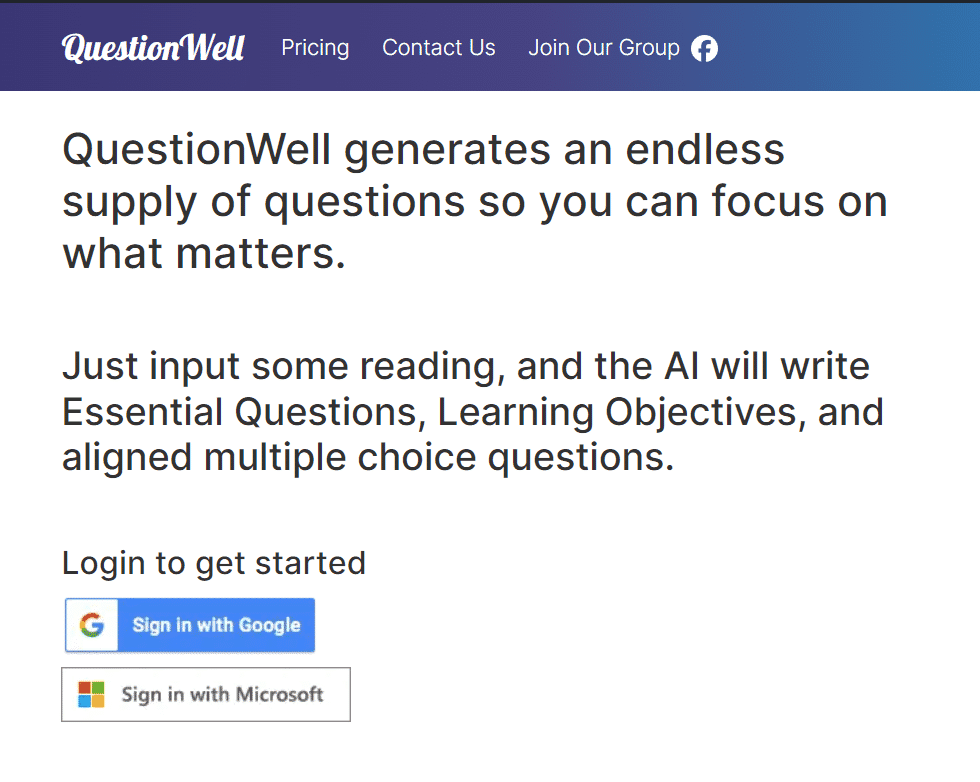 QuestionWell Pricing Contact Us Join Our Group
QuestionWell generates an endless
supply of questions so you can focus on
what matters.
Just input some reading, and the AI will write
Essential Questions, Learning Objectives, and
aligned multiple choice questions.
Login to get started
Sign in with Google
Sign in with Microsoft